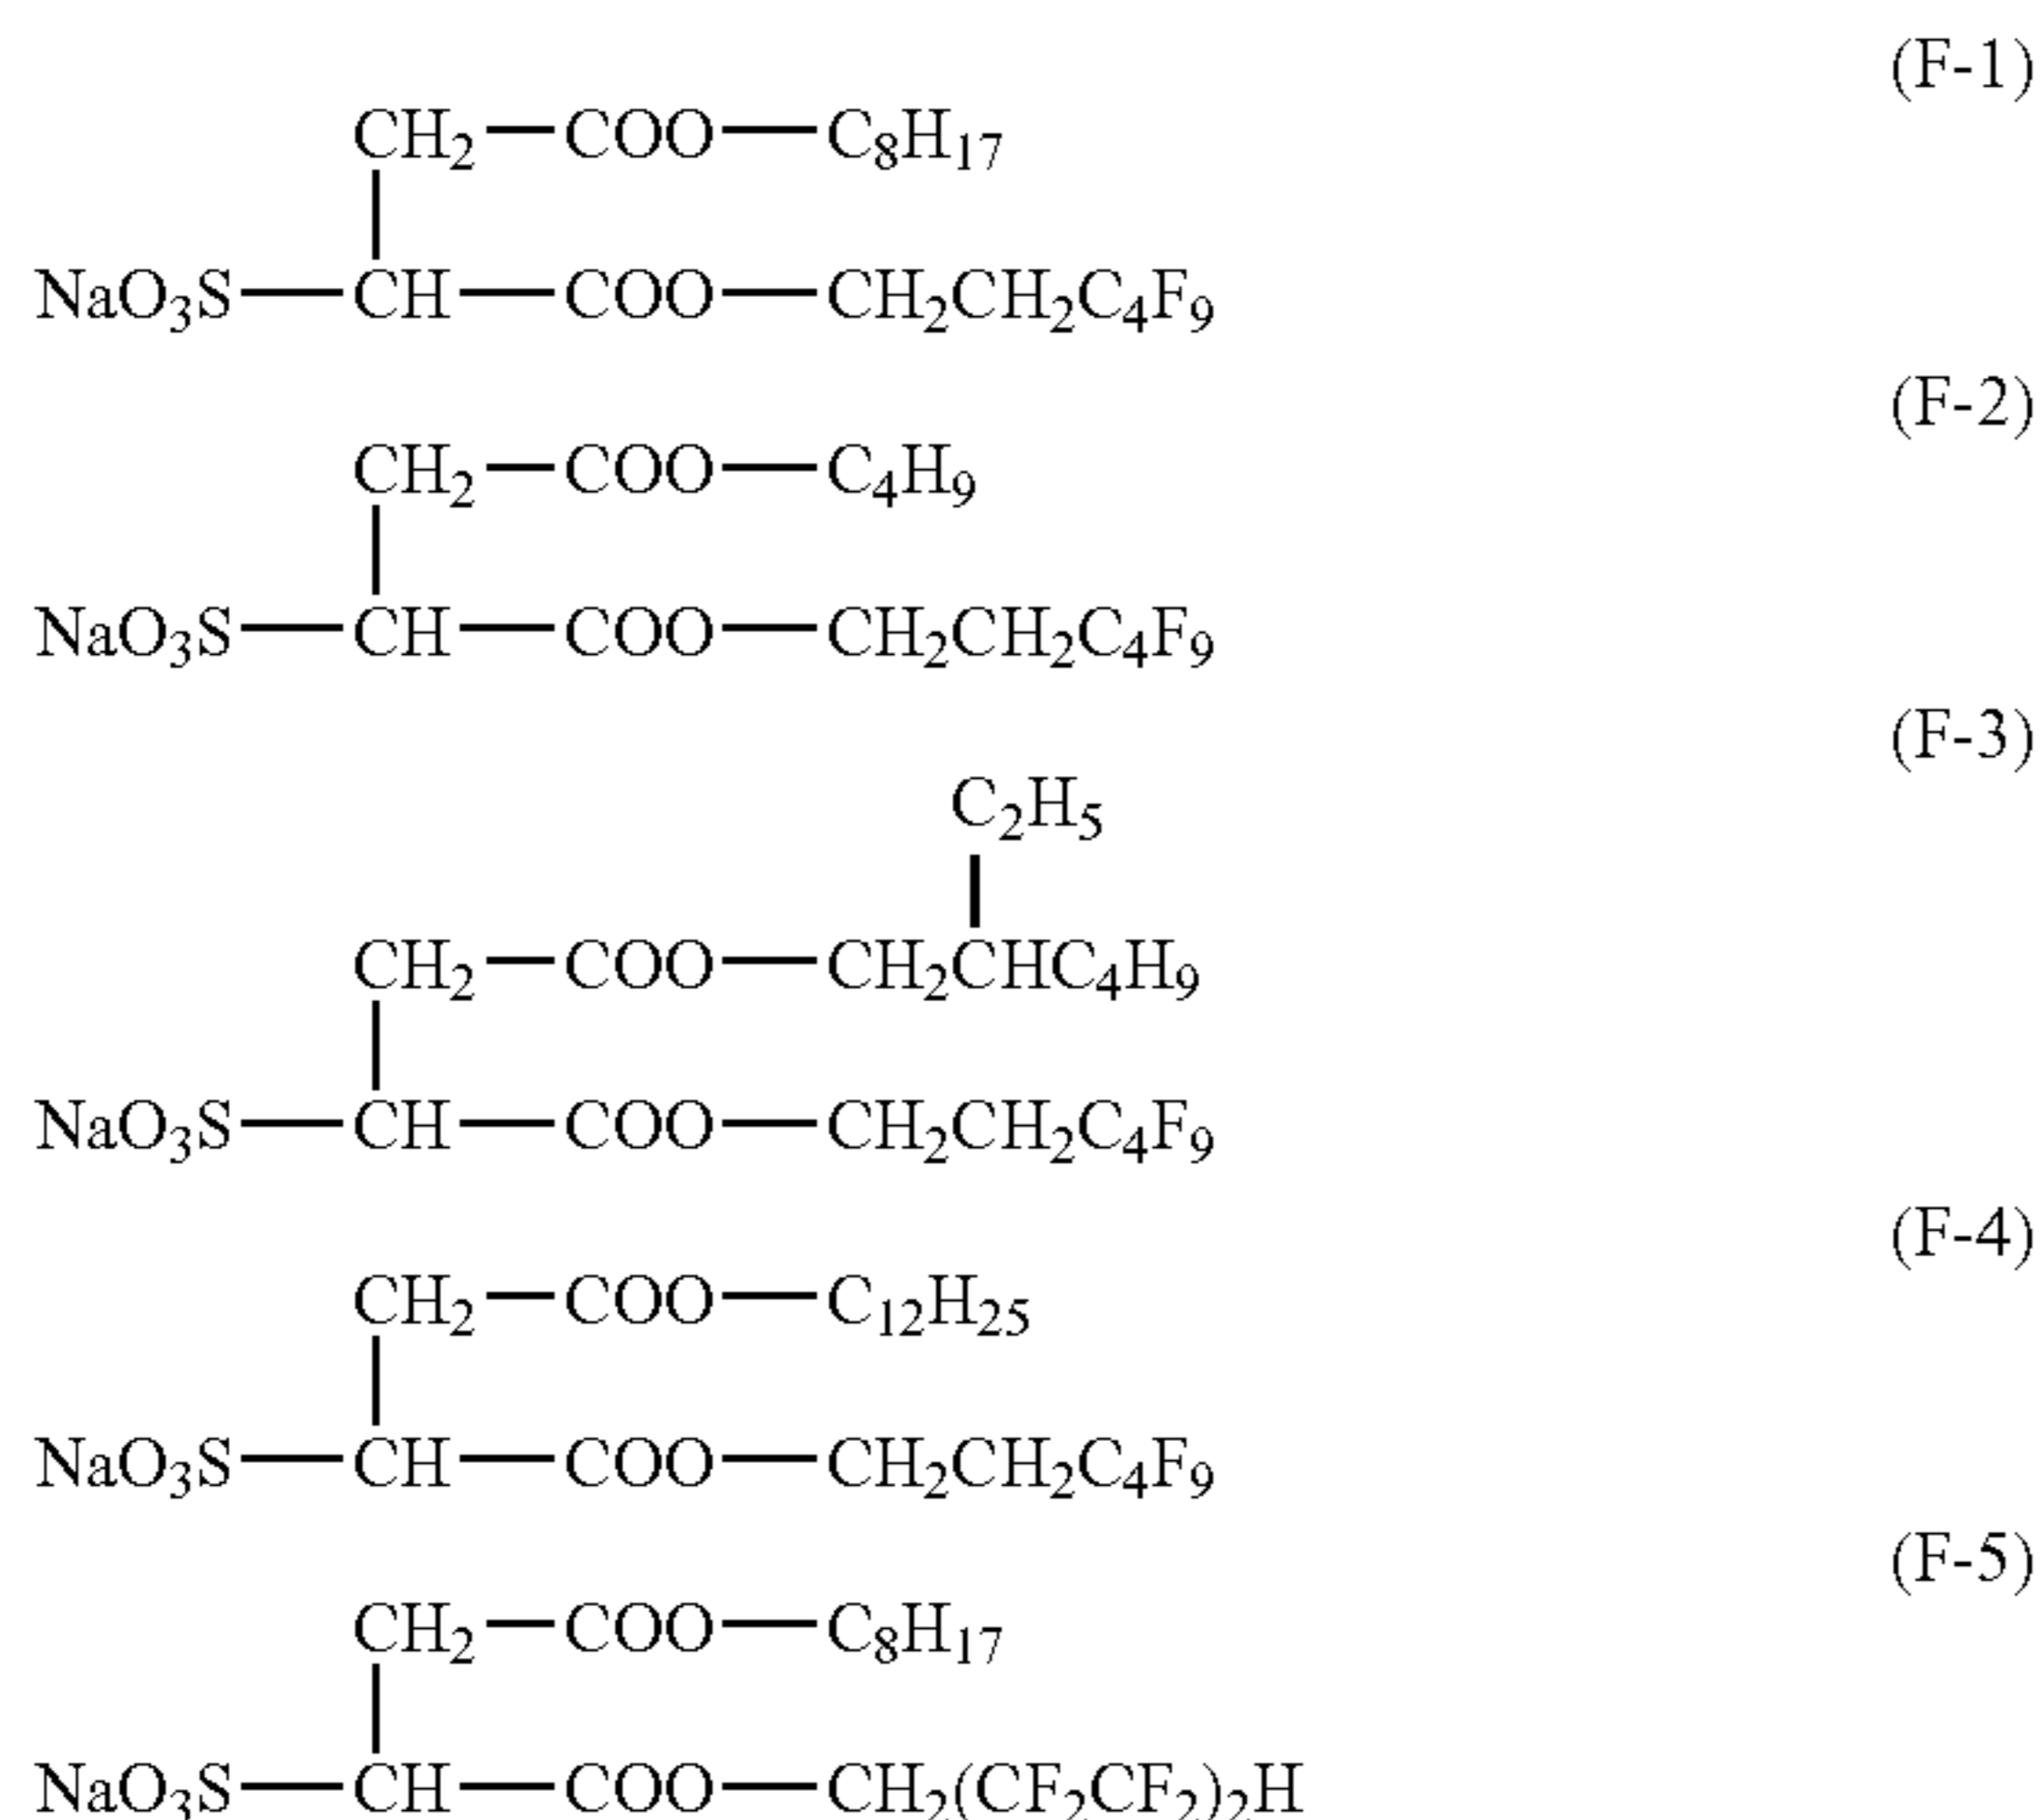 (F-1)
CH₂—COO—C₈H₁₇
NaO₃S—CH—COO—CH₂CH₂C₄F₉
(F-2)
CH₂—COO—C₄H₉
NaO₃S—CH—COO—CH₂CH₂C₄F₉
(F-3)
C₂H₅
CH₂—COO—CH₂CHC₄H₉
NaO₃S—CH—COO—CH₂CH₂C₄F₉
(F-4)
CH₂—COO—C₁₂H₂₅
NaO₃S—CH—COO—CH₂CH₂C₄F₉
(F-5)
CH₂—COO—C₈H₁₇
NaO₃S—CH—COO—CH₂(CF₂CF₂)₂H